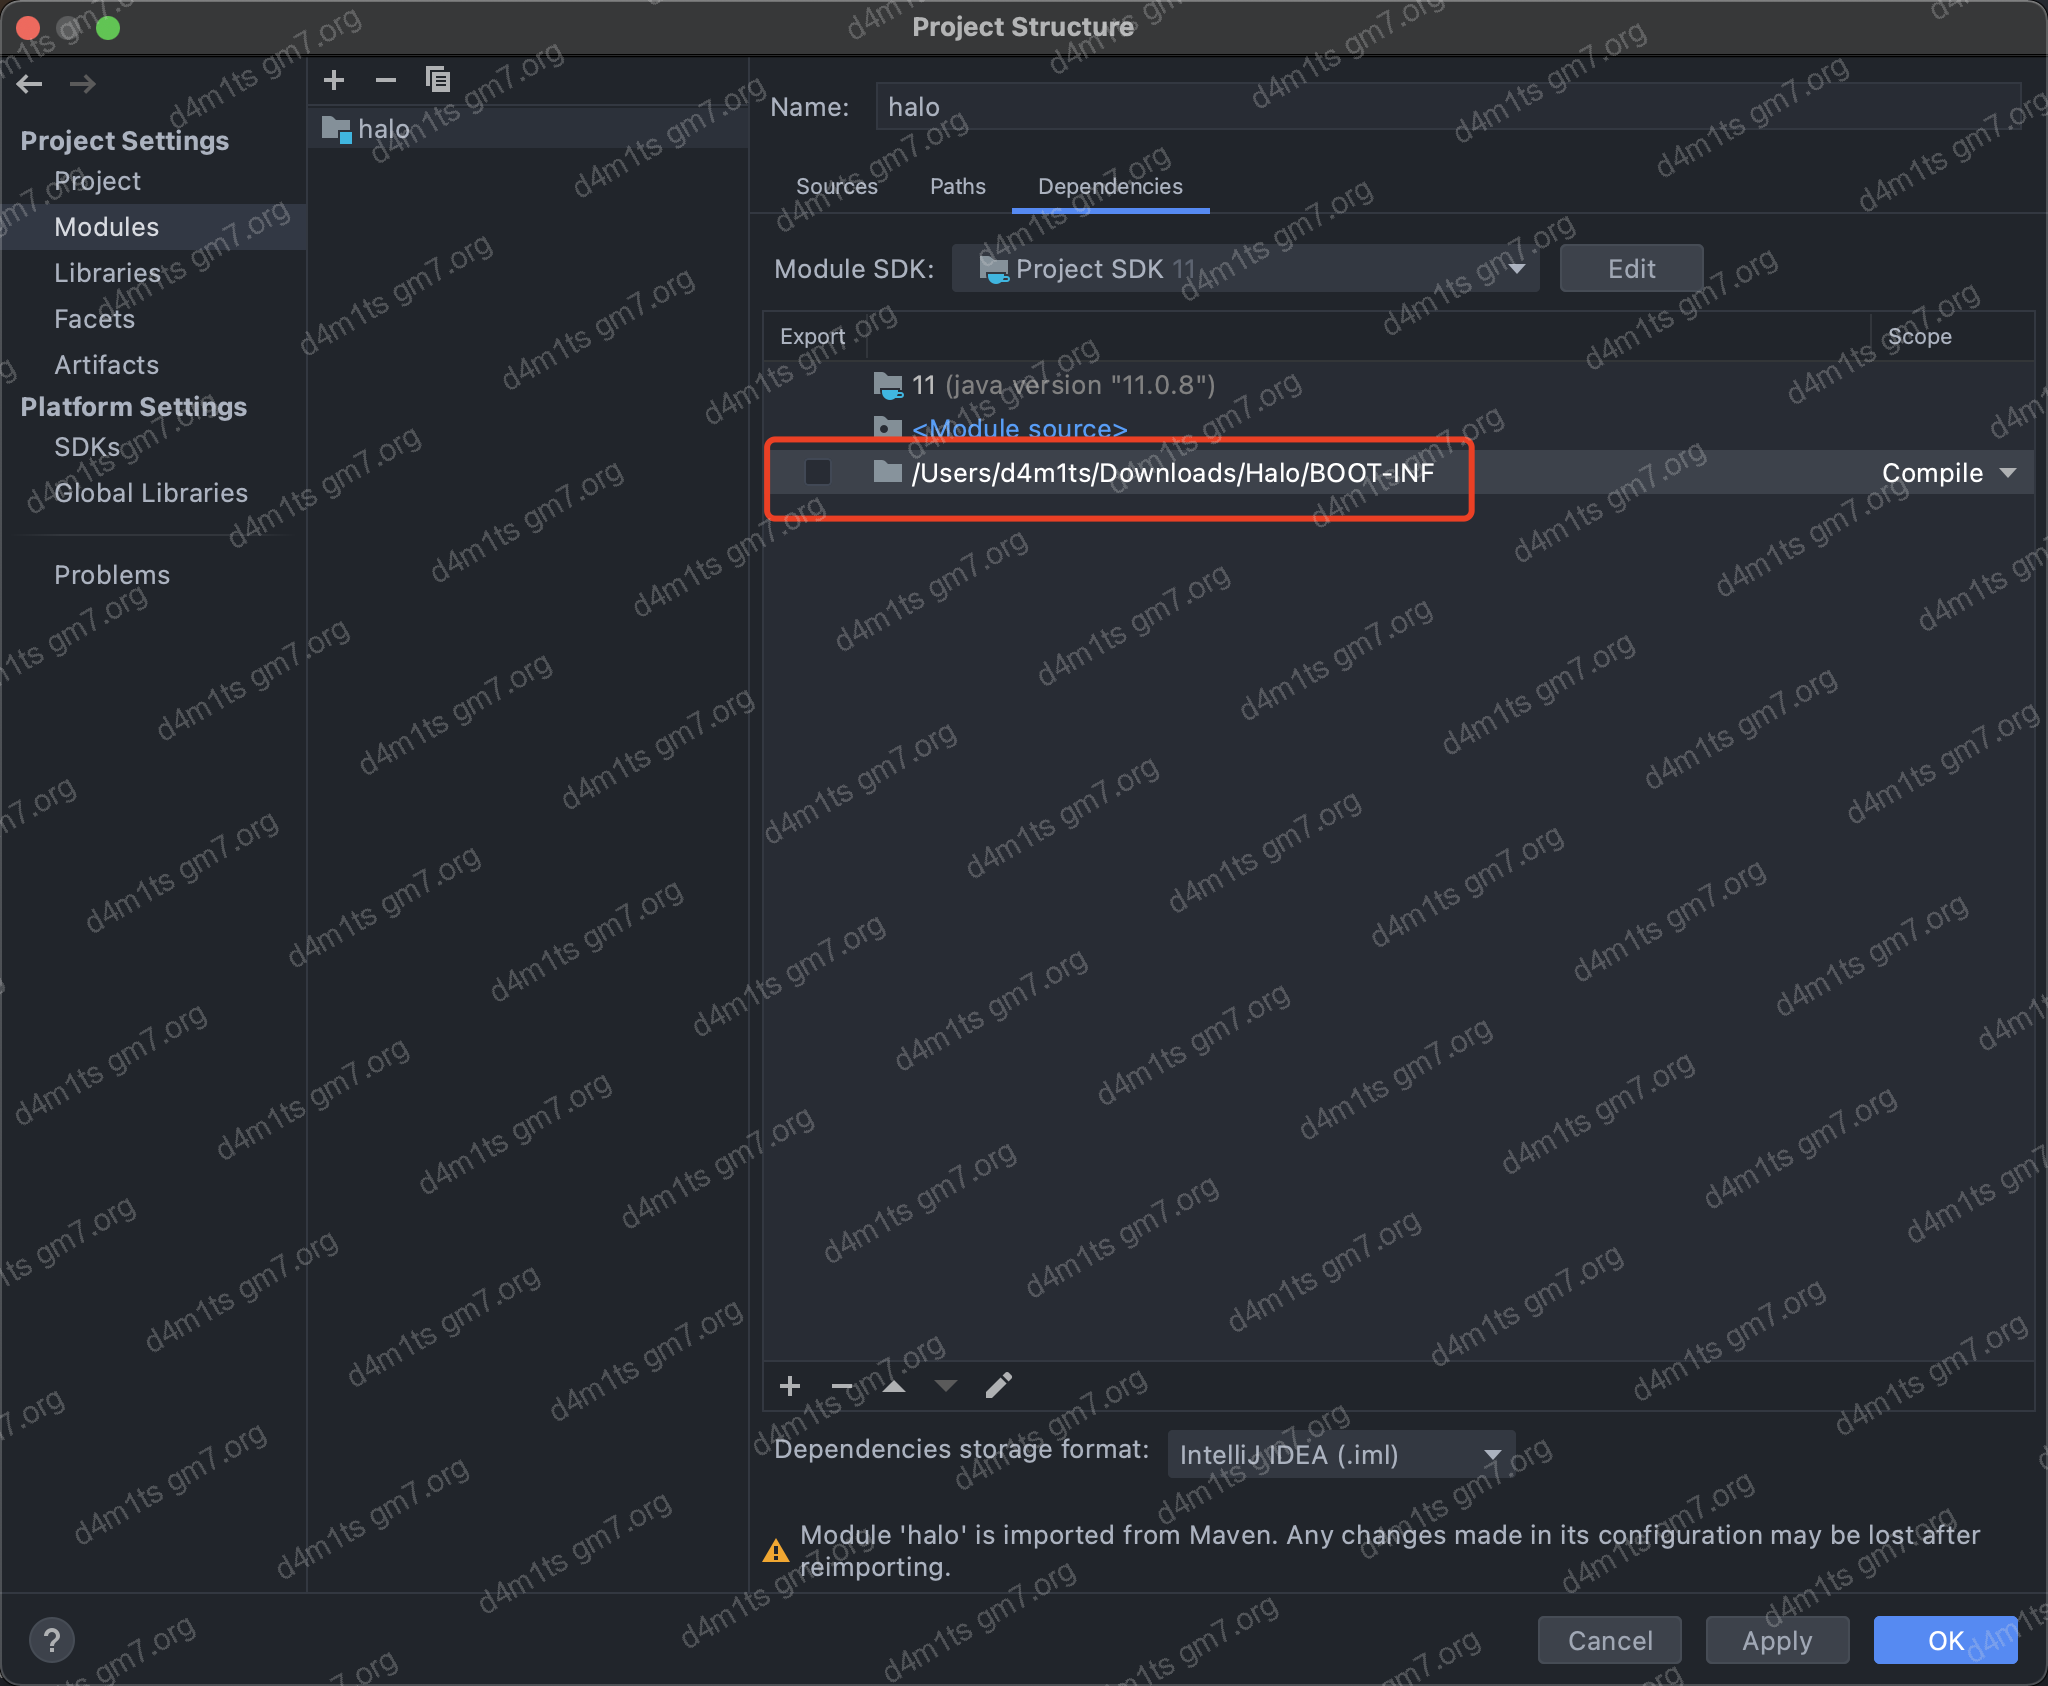 Project Structure
Project Settings
Project
Modules
Libraries
Facets
Artifacts
Platform Settings
SDKs
Global Libraries
Problems
halo
Name: halo
Sources Paths Dependencies
Module SDK: Project SDK 11 Edit
Export Scope
11 (java version "11.0.8")
<Module source>
/Users/d4m1ts/Downloads/Halo/BOOT-INF Compile
Dependencies storage format: IntelliJ IDEA (.iml)
Module 'halo' is imported from Maven. Any changes made in its configuration may be lost after
reimporting.
? Cancel Apply OK
d4m1ts gm7.org